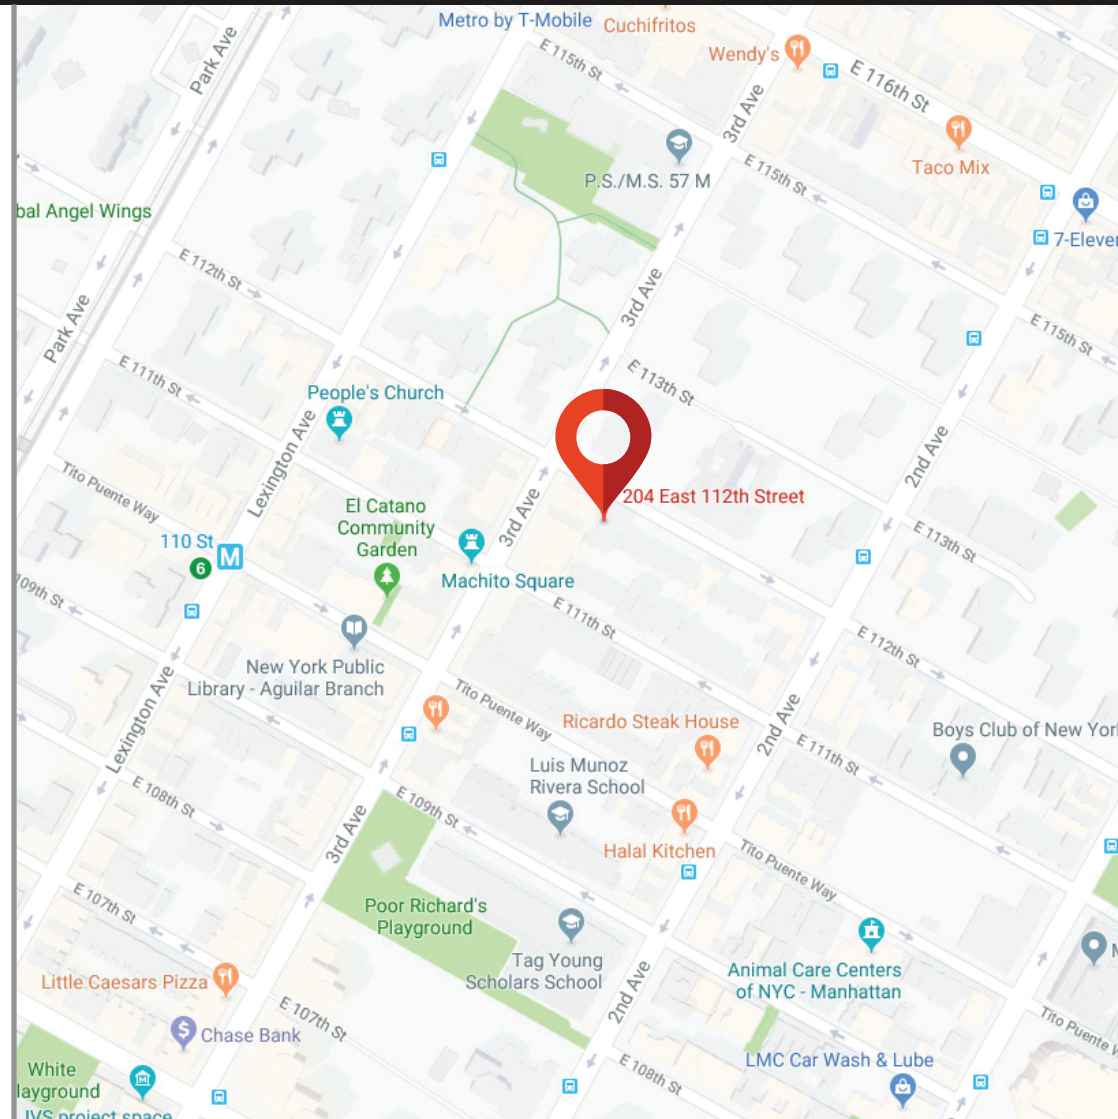 Metro by T-Mobile
Cuchifritos
Wendy's
Park Ave
E 115th St
E 116th St
3rd Ave
Taco Mix
P.S./M.S. 57 M
E 115th St
bal Angel Wings
7-Eleven
E 112th St
3rd Ave
Park Ave
E 115th St
E 111th St
E 113th St
People's Church
Lexington Ave
2nd Ave
Tito Puente Way
204 East 112th Street
El Catano
Community
Garden
3rd Ave
110 St
M
6
E 113th St
109th St
Machito Square
E 111th St
E 112th St
New York Public
Library - Aguilar Branch
Lexington Ave
Tito Puente Way
Ricardo Steak House
2nd Ave
Boys Club of New York
E 111th St
Luis Munoz
Rivera School
E 108th St
3rd Ave
E 109th St
Halal Kitchen
Tito Puente Way
E 107th St
Poor Richard's
Playground
Tag Young
Scholars School
Little Caesars Pizza
2nd Ave
Animal Care Centers
of NYC - Manhattan
M
E 107th St
$
Chase Bank
Tito Puente W
White
layground
E 108th St
LMC Car Wash & Lube
M
IVS project space